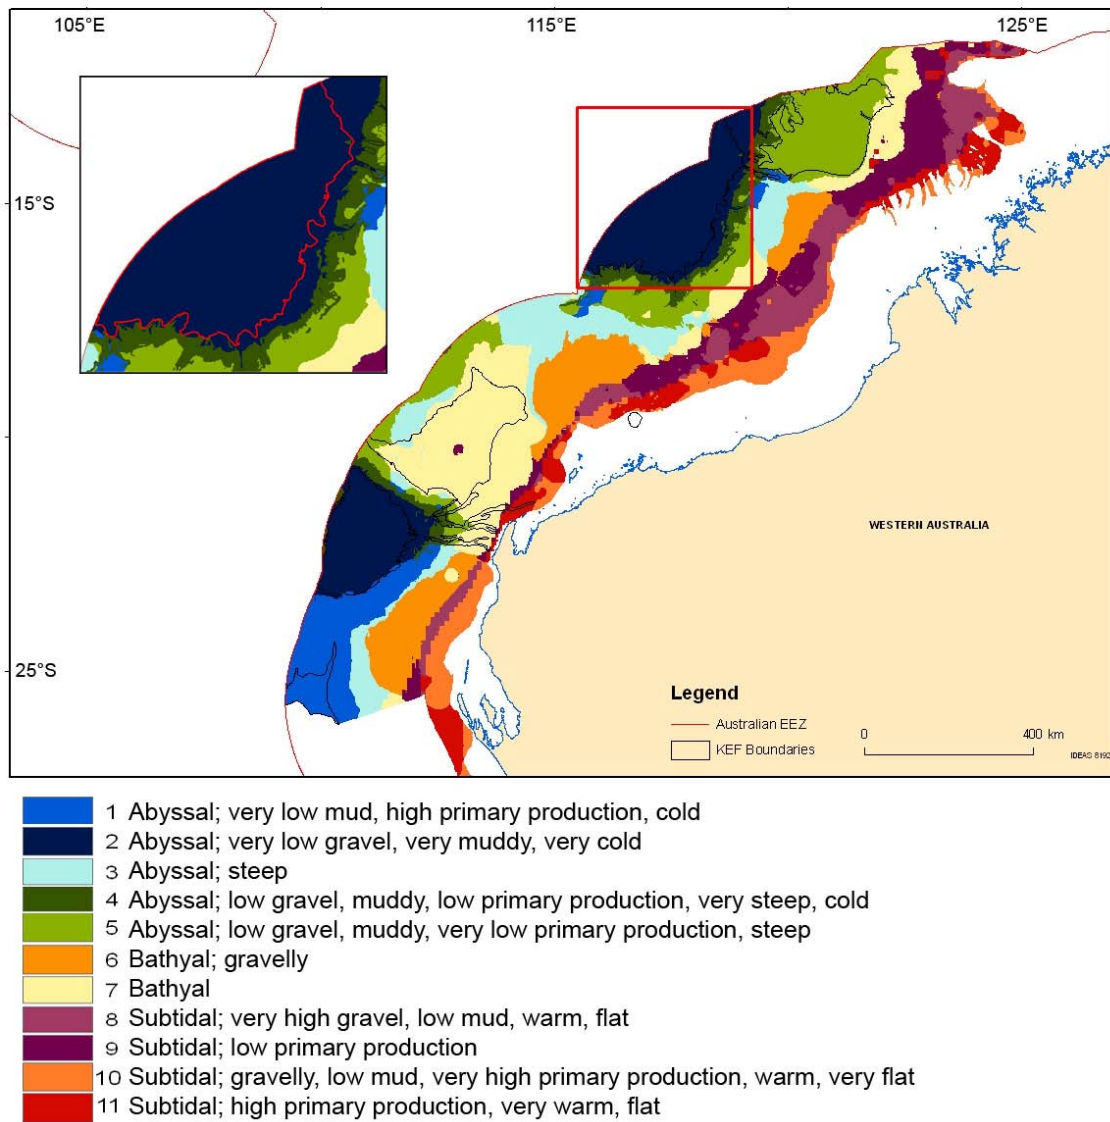 105°E 115°E 125°E
15°S
WESTERN AUSTRALIA
25°S
Legend
Australian EEZ
KEF Boundaries
0 400 km
1 Abyssal; very low mud, high primary production, cold
2 Abyssal; very low gravel, very muddy, very cold
3 Abyssal; steep
4 Abyssal; low gravel, muddy, low primary production, very steep, cold
5 Abyssal; low gravel, muddy, very low primary production, steep
6 Bathyal; gravelly
7 Bathyal
8 Subtidal; very high gravel, low mud, warm, flat
9 Subtidal; low primary production
10 Subtidal; gravelly, low mud, very high primary production, warm, very flat
11 Subtidal; high primary production, very warm, flat